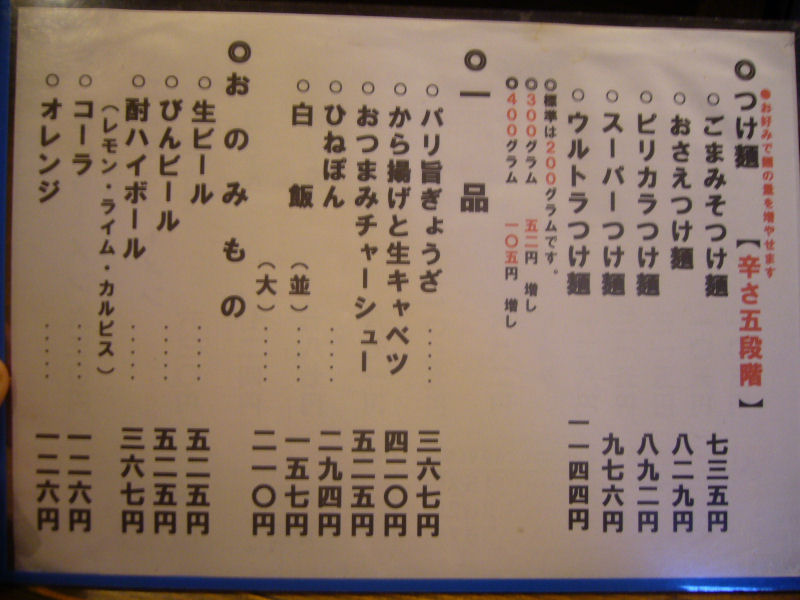 ●お好みで麺の量を増やせます
◎つけ麺【辛さ五段階】
○ごまみそつけ麺 七三五円
○おさえつけ麺 八二九円
○ピリカラつけ麺 八九二円
○スーパーつけ麺 九七六円
○ウルトラつけ麺 一一四四円
◎標準は200グラムです。
◎300グラム 五二円 増し
◎400グラム 一〇五円 増し
◎一品
○パリ旨ぎょうざ ・・・・・ 三六七円
○から揚げと生キャベツ 四二〇円
○おつまみチャーシュー 五二五円
○ひねぽん ・・・・・ 二九四円
○白飯 (並) ・・・・・ 一五七円
(大) ・・・・・ 二一〇円
◎おのみもの
○生ビール ・・・・・ 五二五円
○びんビール ・・・・・ 五二五円
○酎ハイボール ・・・・・ 三六七円
(レモン・ライム・カルピス)
○コーラ ・・・・・ 一二六円
○オレンジ ・・・・・ 一二六円